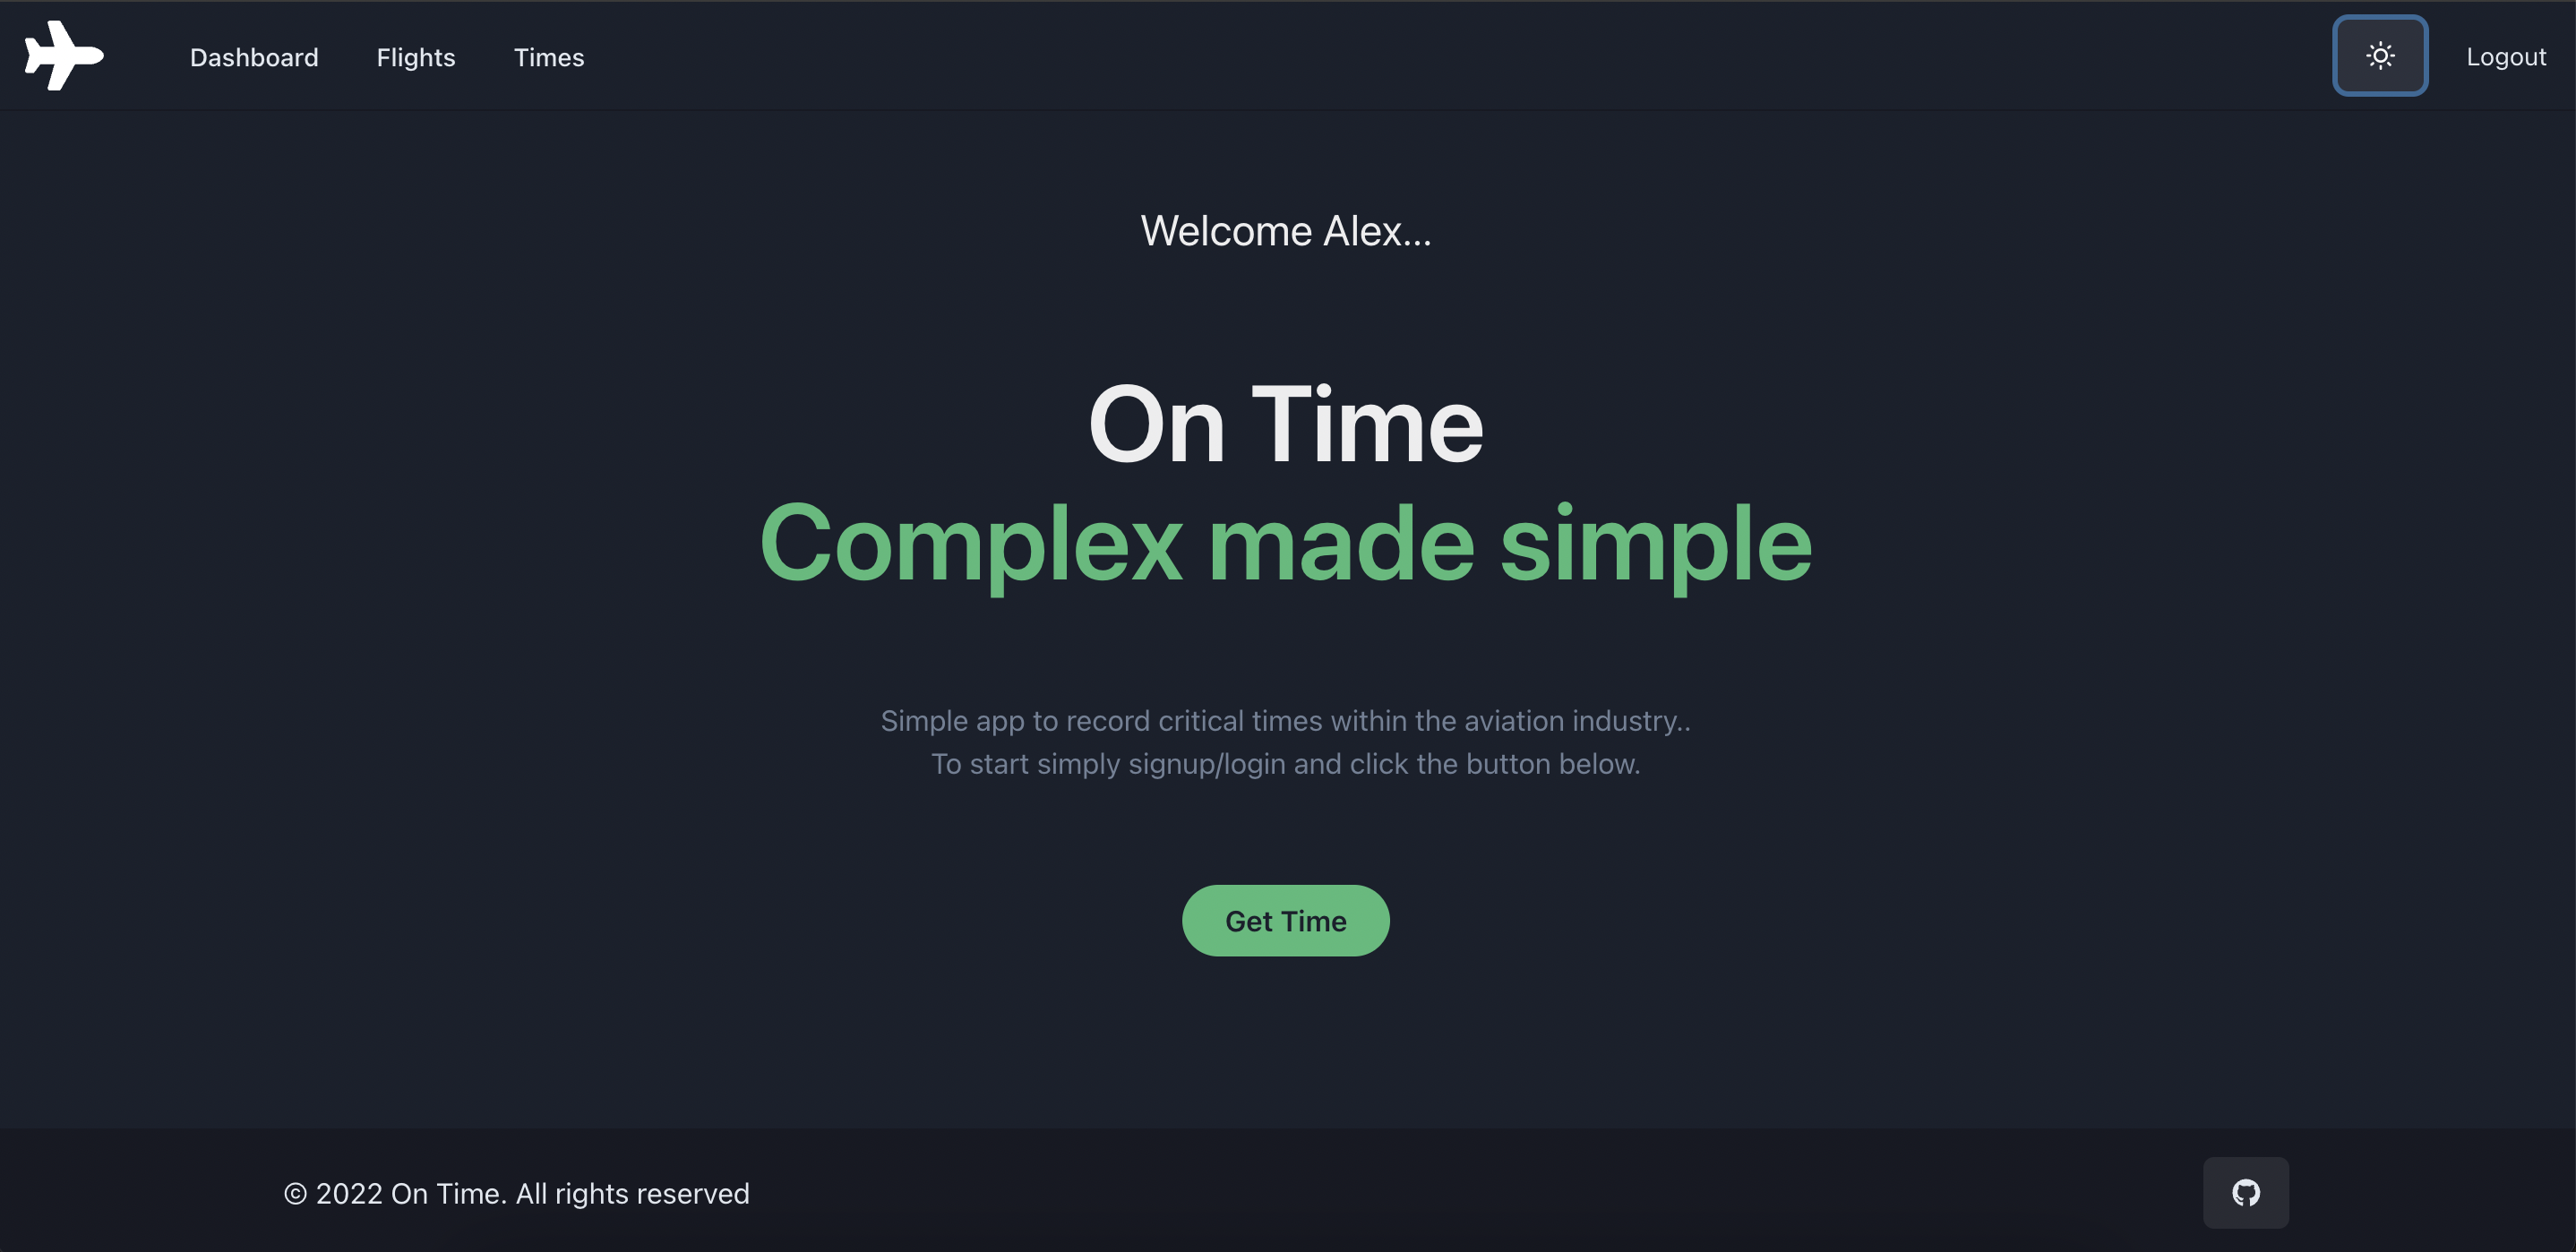 Dashboard Flights Times Logout
Welcome Alex...
On Time
Complex made simple
Simple app to record critical times within the aviation industry..
To start simply signup/login and click the button below.
Get Time
© 2022 On Time. All rights reserved